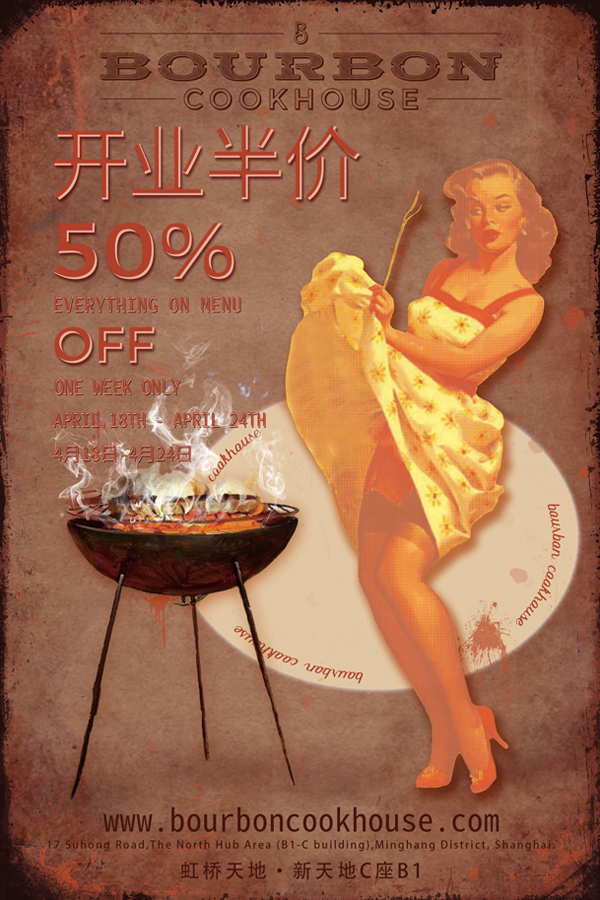 B
BOURBON
COOKHOUSE
开业半价
50%
EVERYTHING ON MENU
OFF
ONE WEEK ONLY
APRIL 18TH - APRIL 24TH
4月18日-4月24日
cookhouse
bourbon cookhouse
bourbon cookhouse
www.bourboncookhouse.com
17 Suhong Road,The North Hub Area (B1-C building),Minghang District, Shanghai.
虹桥天地·新天地C座B1